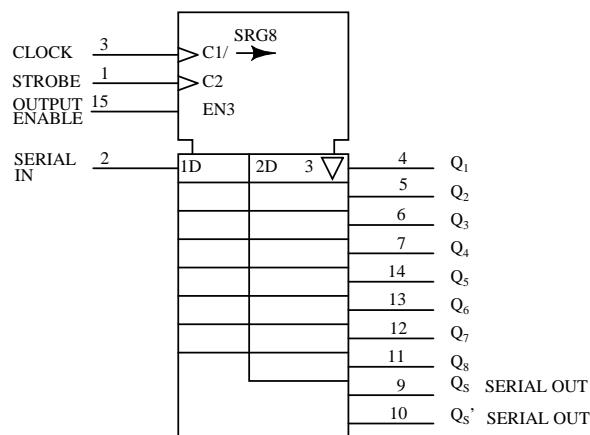 SRG8
CLOCK 3 C1/
STROBE 1 C2
OUTPUT ENABLE 15 EN3
SERIAL IN 2 1D 2D 3 4 Q1
5 Q2
6 Q3
7 Q4
14 Q5
13 Q6
12 Q7
11 Q8
9 QS SERIAL OUT
10 QS' SERIAL OUT